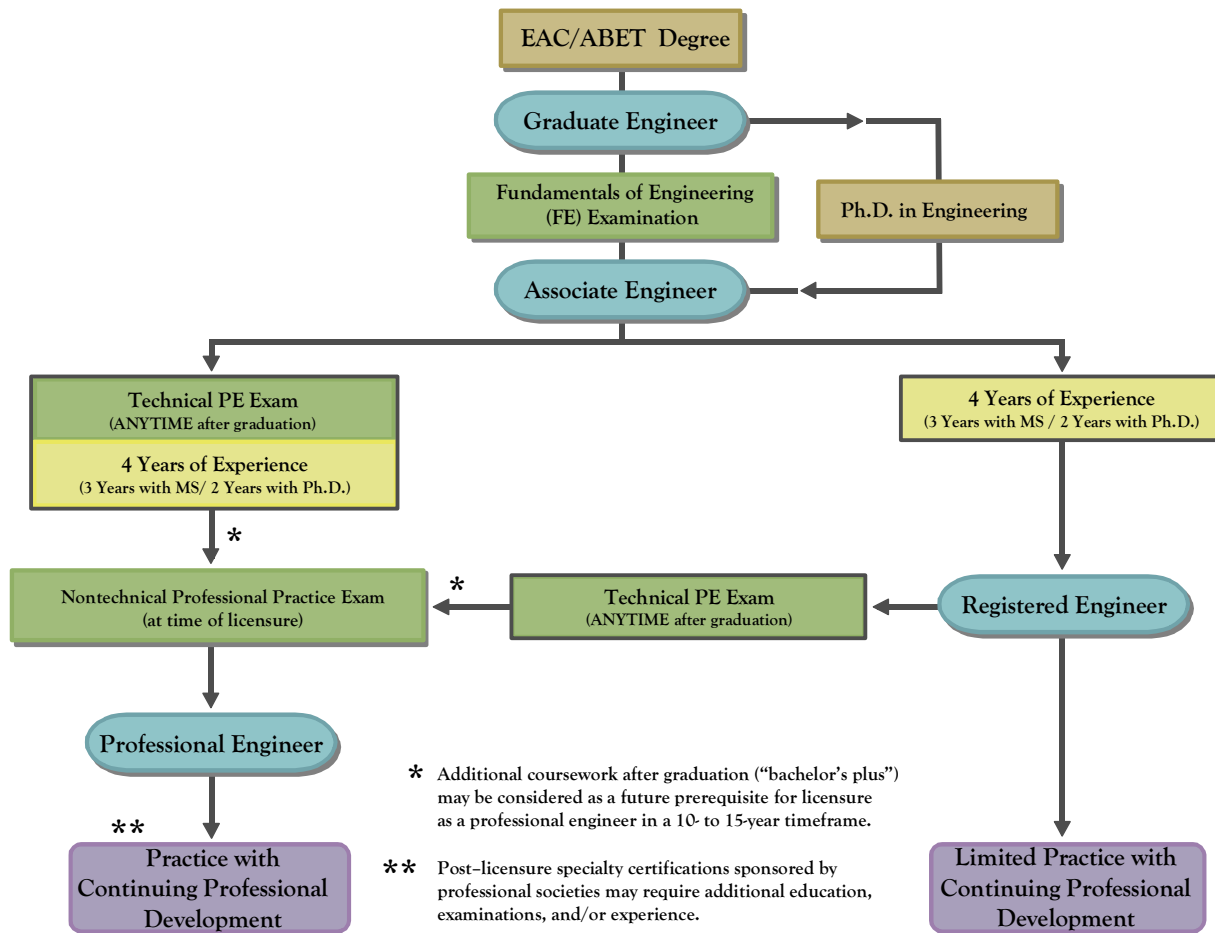 EAC/ABET Degree
Graduate Engineer
Fundamentals of Engineering
(FE) Examination
Ph.D. in Engineering
Associate Engineer
Technical PE Exam
(ANYTIME after graduation)
4 Years of Experience
(3 Years with MS/ 2 Years with Ph.D.)
4 Years of Experience
(3 Years with MS / 2 Years with Ph.D.)
*
Nontechnical Professional Practice Exam
(at time of licensure)
*
Technical PE Exam
(ANYTIME after graduation)
Registered Engineer
Professional Engineer
* Additional coursework after graduation (“bachelor’s plus”)
may be considered as a future prerequisite for licensure
as a professional engineer in a 10- to 15-year timeframe.
**
Practice with
Continuing Professional
Development
** Post–licensure specialty certifications sponsored by
professional societies may require additional education,
examinations, and/or experience.
Limited Practice with
Continuing Professional
Development